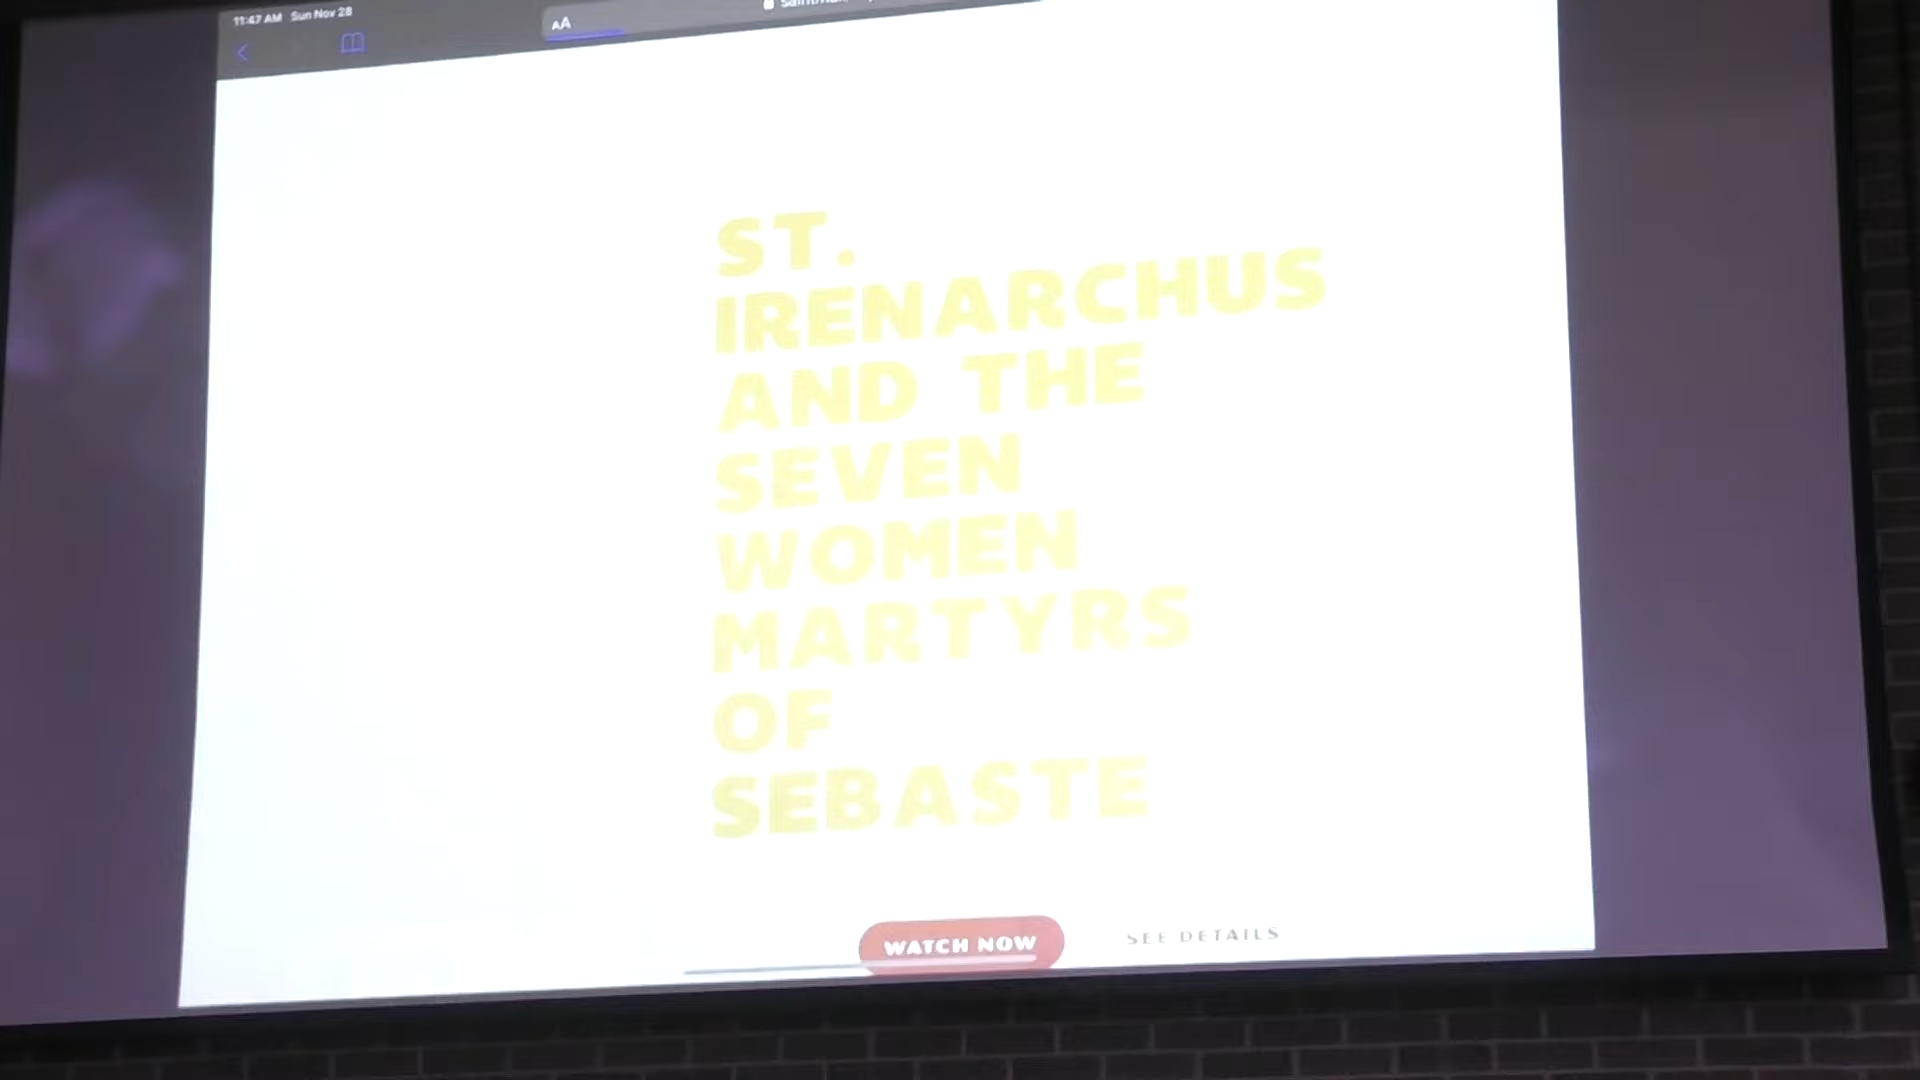 11:47 AM Sun Nov 28
AA
ST.
IRENARCHUS
AND THE
SEVEN
WOMEN
MARTYRS
OF
SEBASTE
WATCH NOW
SEE DETAILS